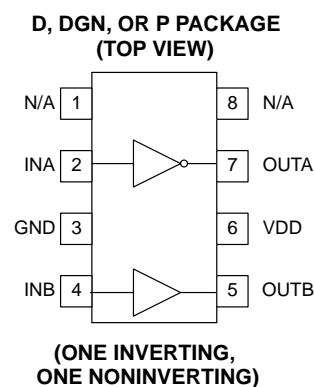 D, DGN, OR P PACKAGE
(TOP VIEW)
N/A 1 8 N/A
INA 2 7 OUTA
GND 3 6 VDD
INB 4 5 OUTB
(ONE INVERTING,
ONE NONINVERTING)